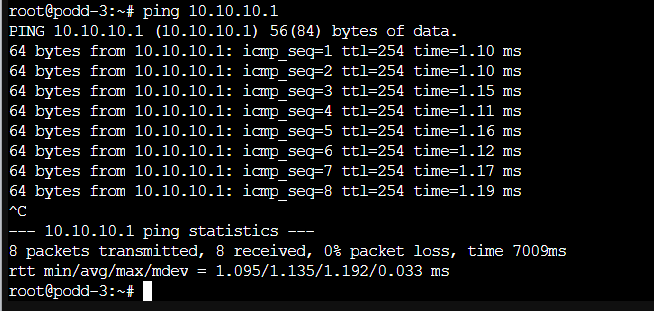 root@podd-3:~# ping 10.10.10.1
PING 10.10.10.1 (10.10.10.1) 56(84) bytes of data.
64 bytes from 10.10.10.1: icmp_seq=1 ttl=254 time=1.10 ms
64 bytes from 10.10.10.1: icmp_seq=2 ttl=254 time=1.10 ms
64 bytes from 10.10.10.1: icmp_seq=3 ttl=254 time=1.15 ms
64 bytes from 10.10.10.1: icmp_seq=4 ttl=254 time=1.11 ms
64 bytes from 10.10.10.1: icmp_seq=5 ttl=254 time=1.16 ms
64 bytes from 10.10.10.1: icmp_seq=6 ttl=254 time=1.12 ms
64 bytes from 10.10.10.1: icmp_seq=7 ttl=254 time=1.17 ms
64 bytes from 10.10.10.1: icmp_seq=8 ttl=254 time=1.19 ms
^C
--- 10.10.10.1 ping statistics ---
8 packets transmitted, 8 received, 0% packet loss, time 7009ms
rtt min/avg/max/mdev = 1.095/1.135/1.192/0.033 ms
root@podd-3:~#